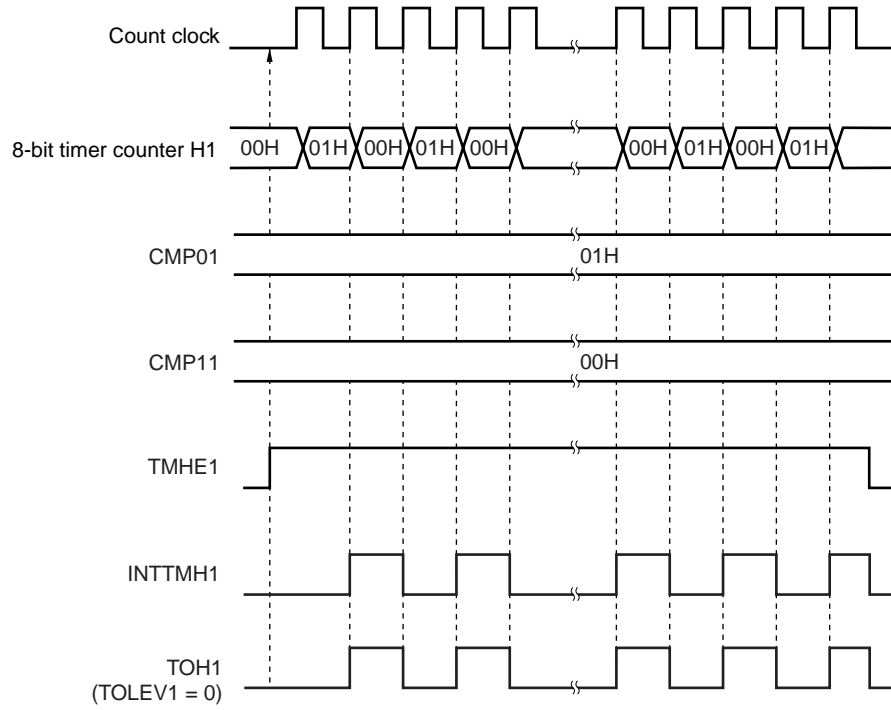 Count clock
8-bit timer counter H1 00H 01H 00H 01H 00H 00H 01H 00H 01H
CMP01 01H
CMP11 00H
TMHE1
INTTMH1
TOH1
(TOLEV1 = 0)